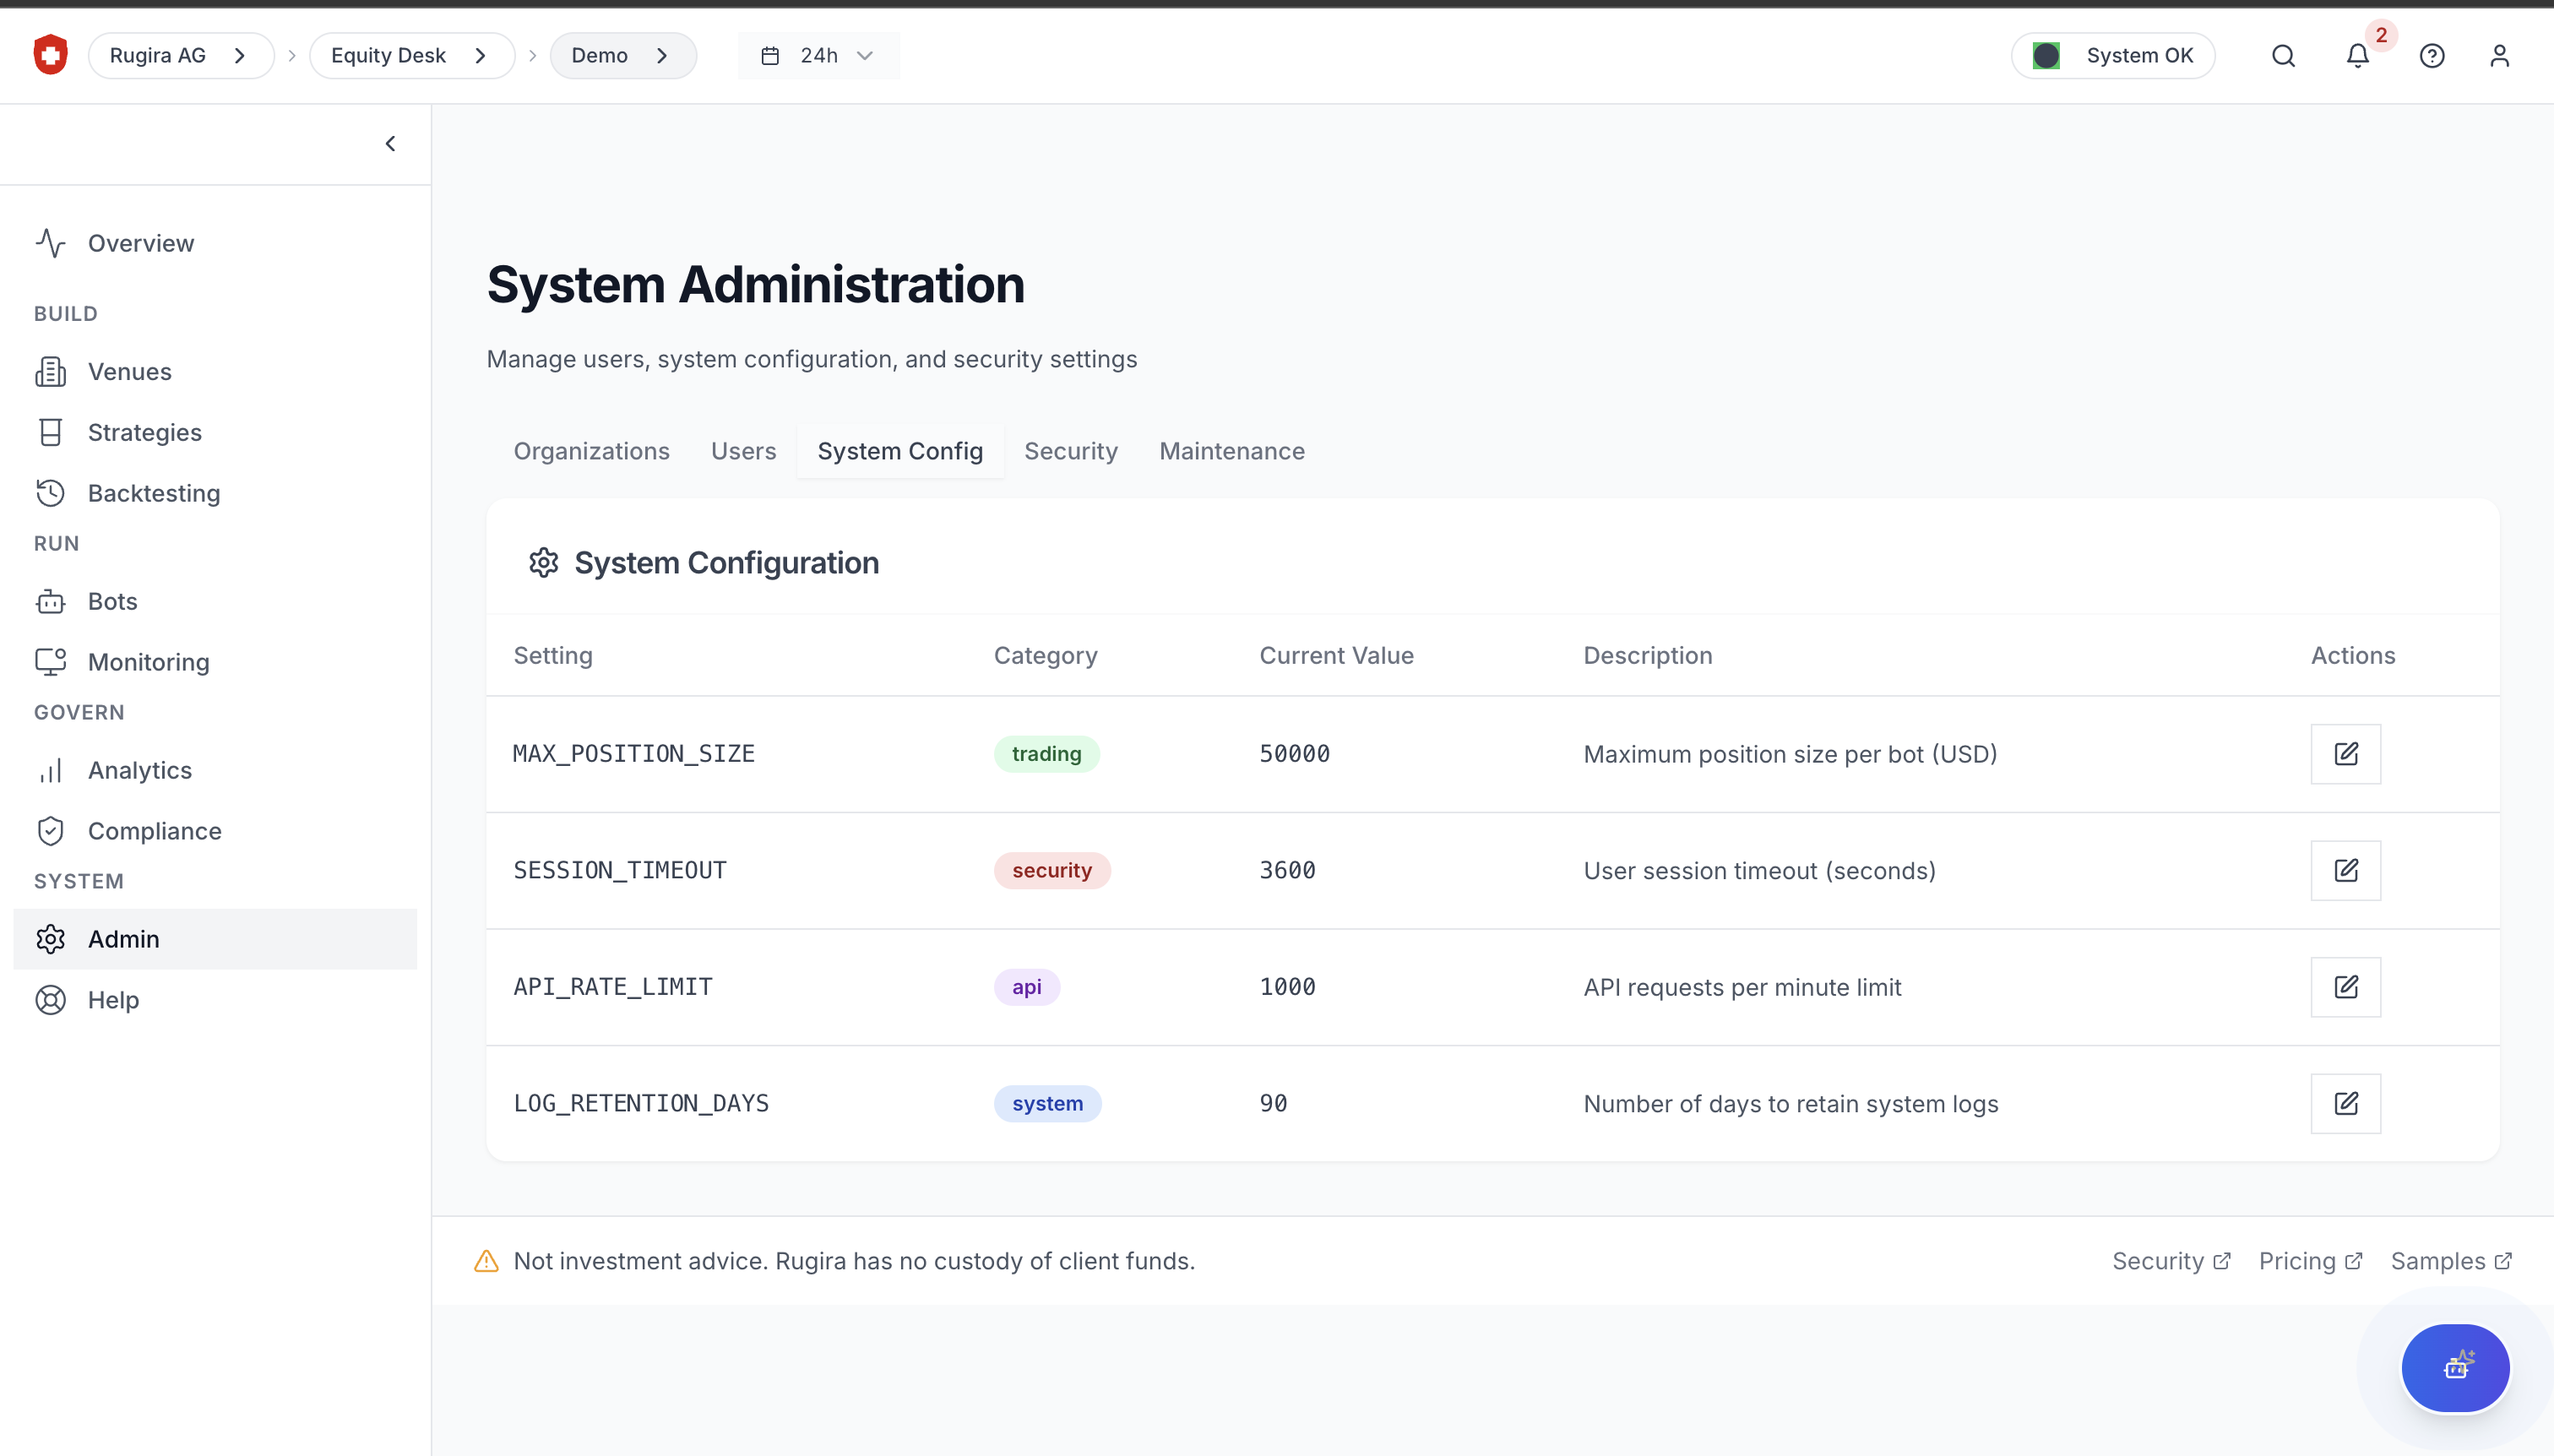 Rugira AG
Equity Desk
Demo
24h
System OK
2
Overview
BUILD
Venues
Strategies
Backtesting
RUN
Bots
Monitoring
GOVERN
Analytics
Compliance
SYSTEM
Admin
Help
System Administration
Manage users, system configuration, and security settings
Organizations Users System Config Security Maintenance
System Configuration
Setting Category Current Value Description Actions
MAX_POSITION_SIZE trading 50000 Maximum position size per bot (USD)
SESSION_TIMEOUT security 3600 User session timeout (seconds)
API_RATE_LIMIT api 1000 API requests per minute limit
LOG_RETENTION_DAYS system 90 Number of days to retain system logs
Not investment advice. Rugira has no custody of client funds.
Security Pricing Samples